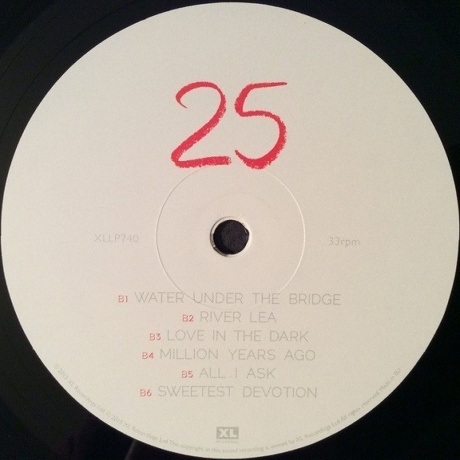 25
XLLP740
33rpm
B1 WATER UNDER THE BRIDGE
B2 RIVER LEA
B3 LOVE IN THE DARK
B4 MILLION YEARS AGO
B5 ALL I ASK
B6 SWEETEST DEVOTION
XL